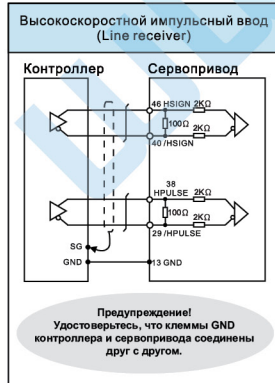 Высокоскоростной импульсный ввод
(Line receiver)
Контроллер
Сервопривод
46 HSIGN
2KΩ
100Ω
2KΩ
40 /HSIGN
38
HPULSE
2KΩ
100Ω
2KΩ
29 /HPULSE
SG
GND
13 GND
Предупреждение!
Удостоверьтесь, что клеммы GND
контроллера и сервопривода соединены
друг с другом.